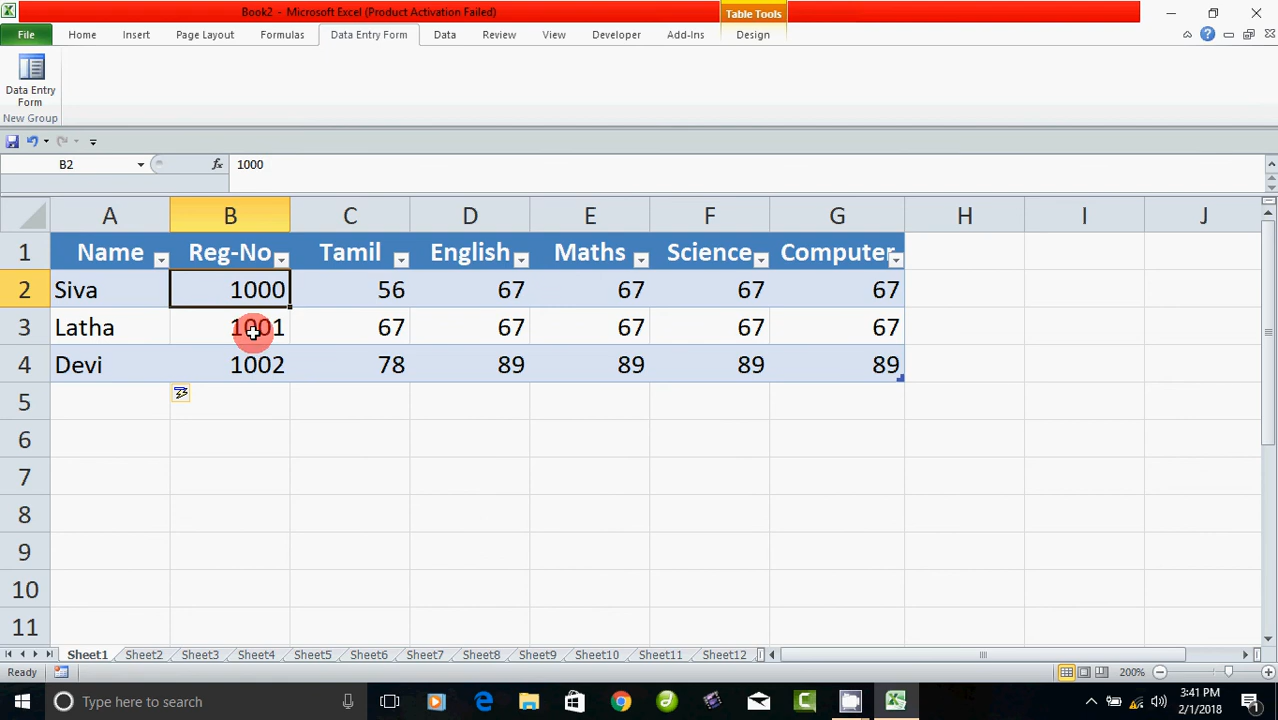 Book2 - Microsoft Excel (Product Activation Failed)
Table Tools
File Home Insert Page Layout Formulas Data Entry Form Data Review View Developer Add-Ins Design
Data Entry
Form
New Group
B2 fx 1000
A B C D E F G H I J
1 Name Reg-No Tamil English Maths Science Computer
2 Siva 1000 56 67 67 67 67
3 Latha 1001 67 67 67 67 67
4 Devi 1002 78 89 89 89 89
5
6
7
8
9
10
11
Sheet1 Sheet2 Sheet3 Sheet4 Sheet5 Sheet6 Sheet7 Sheet8 Sheet9 Sheet10 Sheet11 Sheet12
Ready 200%
Type here to search
3:41 PM
2/1/2018